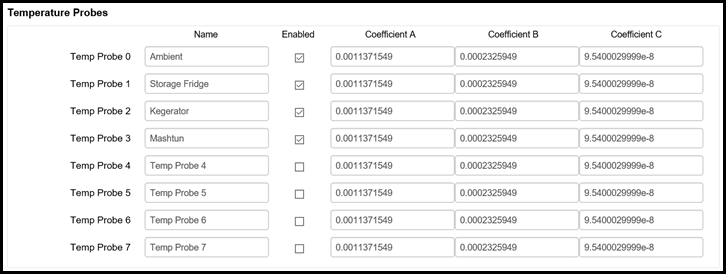 Temperature Probes
Name Enabled Coefficient A Coefficient B Coefficient C
Temp Probe 0 Ambient 0.0011371549 0.0002325949 9.5400029999e-8
Temp Probe 1 Storage Fridge 0.0011371549 0.0002325949 9.5400029999e-8
Temp Probe 2 Kegerator 0.0011371549 0.0002325949 9.5400029999e-8
Temp Probe 3 Mashtun 0.0011371549 0.0002325949 9.5400029999e-8
Temp Probe 4 Temp Probe 4 0.0011371549 0.0002325949 9.5400029999e-8
Temp Probe 5 Temp Probe 5 0.0011371549 0.0002325949 9.5400029999e-8
Temp Probe 6 Temp Probe 6 0.0011371549 0.0002325949 9.5400029999e-8
Temp Probe 7 Temp Probe 7 0.0011371549 0.0002325949 9.5400029999e-8